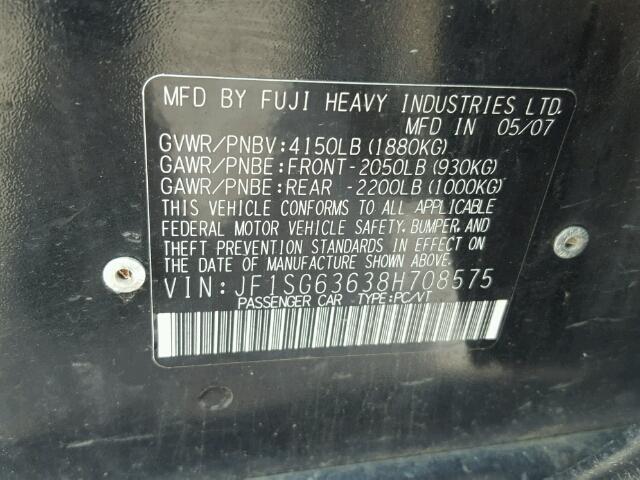 MFD BY FUJI HEAVY INDUSTRIES LTD.
MFD IN 05/07
GVWR/PNBV:4150LB(1880KG)
GAWR/PNBE:FRONT-2050LB(930KG)
GAWR/PNBE:REAR -2200LB(1000KG)
THIS VEHICLE CONFORMS TO ALL APPLICABLE
FEDERAL MOTOR VEHICLE SAFETY, BUMPER, AND
THEFT PREVENTION STANDARDS IN EFFECT ON
THE DATE OF MANUFACTURE SHOWN ABOVE.
VIN:JF1SG63638H708575
PASSENGER CAR TYPE:PC/VT